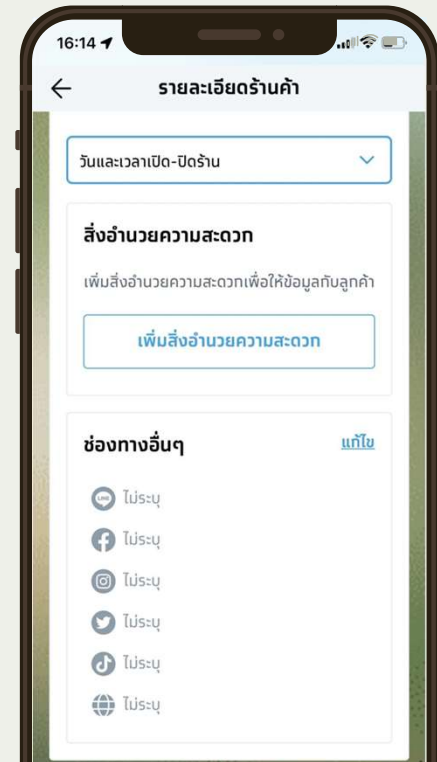 16:14
รายละเอียดร้านค้า
วันและเวลาเปิด-ปิดร้าน
สิ่งอำนวยความสะดวก
เพิ่มสิ่งอำนวยความสะดวกเพื่อให้ข้อมูลกับลูกค้า
เพิ่มสิ่งอำนวยความสะดวก
ช่องทางอื่นๆ
แก้ไข
LINE ไม่ระบุ
ไม่ระบุ
ไม่ระบุ
ไม่ระบุ
ไม่ระบุ
ไม่ระบุ